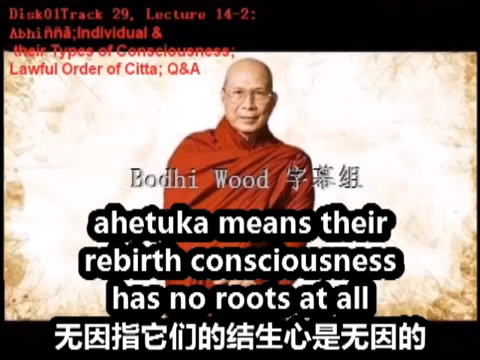 Disk01Track 29, Lecture 14-2:
Abhiññā;Individual &
their Types of Consciousness;
Lawful Order of Citta; Q&A
Bodhi Wood 字幕组
ahetuka means their
rebirth consciousness
has no roots at all
无因指它们的结生心是无因的